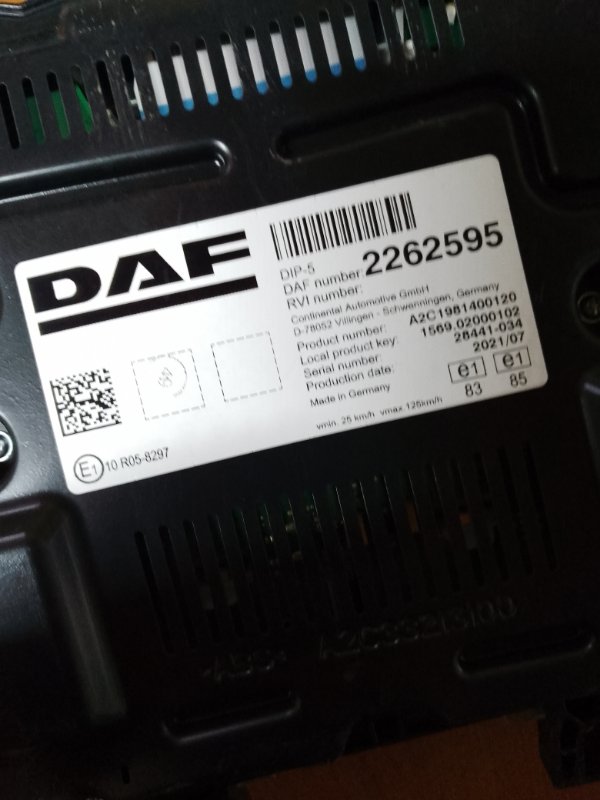 DAF
DIP-5
DAF number: 2262595
RVI number:
Continental Automotive GmbH
D-78052 Villingen - Schwenningen, Germany
Product number: A2C1981400120
Local product key: 1569.02000102
Serial number: 28441-034
Production date: 2021/07
Made in Germany
e1 e1
83 85
vmin. 25 km/h vmax.125km/h
E1 10 R05-8297
>ABS<